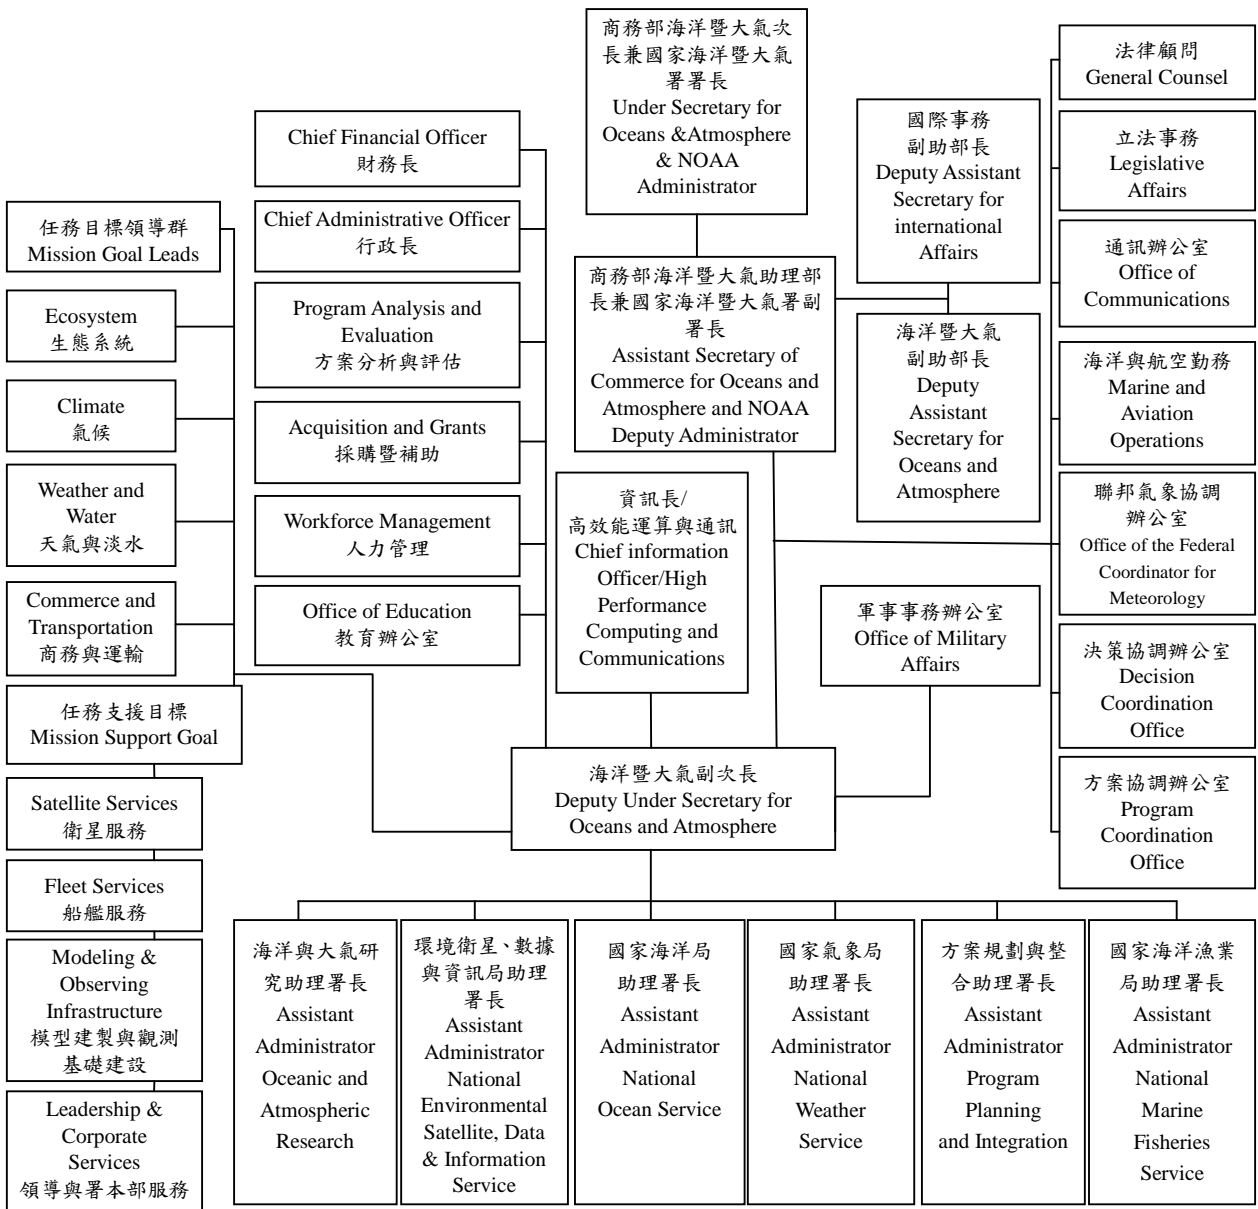 商務部海洋暨大氣次
長兼國家海洋暨大氣
署署長
Under Secretary for
Oceans &Atmosphere
& NOAA
Administrator
法律顧問
General Counsel
國際事務
副助部長
Deputy Assistant
Secretary for
international
Affairs
Chief Financial Officer
財務長
立法事務
Legislative
Affairs
任務目標領導群
Mission Goal Leads
Chief Administrative Officer
行政長
商務部海洋暨大氣助理部
長兼國家海洋暨大氣署副
署長
Assistant Secretary of
Commerce for Oceans and
Atmosphere and NOAA
Deputy Administrator
通訊辦公室
Office of
Communications
Ecosystem
生態系統
Program Analysis and
Evaluation
方案分析與評估
海洋暨大氣
副助部長
Deputy
Assistant
Secretary for
Oceans and
Atmosphere
海洋與航空勤務
Marine and
Aviation
Operations
Climate
氣候
Acquisition and Grants
採購暨補助
Weather and
Water
天氣與淡水
資訊長/
高效能運算與通訊
Chief information
Officer/High
Performance
Computing and
Communications
聯邦氣象協調
辦公室
Office of the Federal
Coordinator for
Meteorology
Workforce Management
人力管理
Commerce and
Transportation
商務與運輸
Office of Education
教育辦公室
軍事事務辦公室
Office of Military
Affairs
決策協調辦公室
Decision
Coordination
Office
任務支援目標
Mission Support Goal
海洋暨大氣副次長
Deputy Under Secretary for
Oceans and Atmosphere
方案協調辦公室
Program
Coordination
Office
Satellite Services
衛星服務
Fleet Services
船艦服務
Modeling &
Observing
Infrastructure
模型建製與觀測
基礎建設
Leadership &
Corporate
Services
領導與署本部服務
海洋與大氣研
究助理署長
Assistant
Administrator
Oceanic and
Atmospheric
Research
環境衛星、數據
與資訊局助理
署長
Assistant
Administrator
National
Environmental
Satellite, Data
& Information
Service
國家海洋局
助理署長
Assistant
Administrator
National
Ocean Service
國家氣象局
助理署長
Assistant
Administrator
National
Weather
Service
方案規劃與整
合助理署長
Assistant
Administrator
Program
Planning
and Integration
國家海洋漁業
局助理署長
Assistant
Administrator
National
Marine
Fisheries
Service